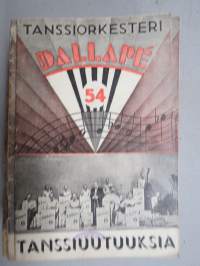 TANSSIORKESTERI
DALLAPÉ
54
TANSSIUUTUUKSIA